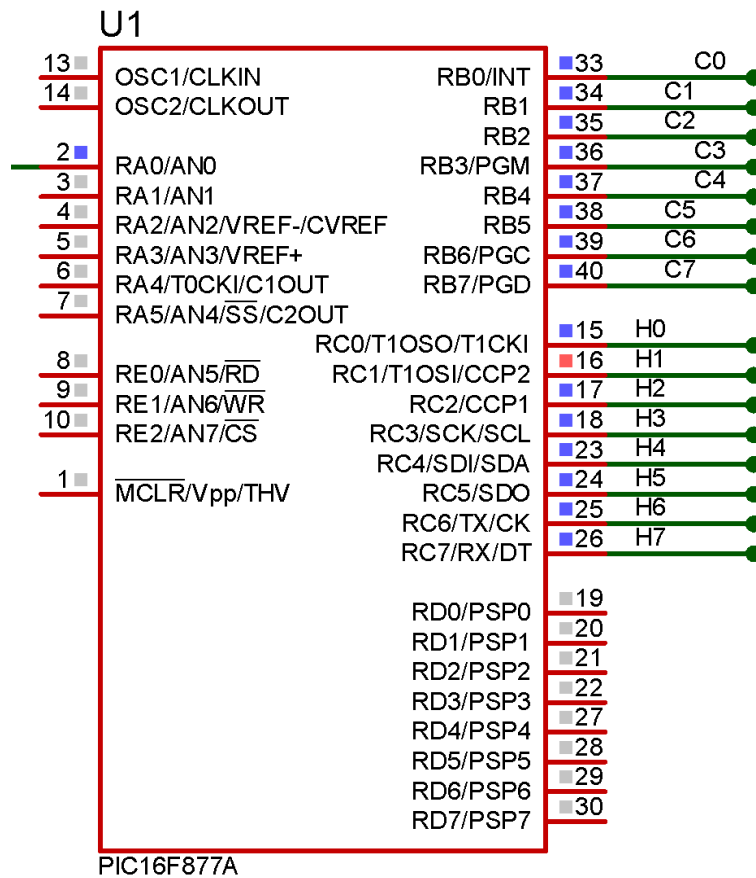 U1
13 OSC1/CLKIN
14 OSC2/CLKOUT
2 RA0/AN0
3 RA1/AN1
4 RA2/AN2/VREF-/CVREF
5 RA3/AN3/VREF+
6 RA4/T0CKI/C1OUT
7 RA5/AN4/SS/C2OUT
8 RE0/AN5/RD
9 RE1/AN6/WR
10 RE2/AN7/CS
1 MCLR/Vpp/THV
RB0/INT 33 C0
RB1 34 C1
RB2 35 C2
RB3/PGM 36 C3
RB4 37 C4
RB5 38 C5
RB6/PGC 39 C6
RB7/PGD 40 C7
RC0/T1OSO/T1CKI 15 H0
RC1/T1OSI/CCP2 16 H1
RC2/CCP1 17 H2
RC3/SCK/SCL 18 H3
RC4/SDI/SDA 23 H4
RC5/SDO 24 H5
RC6/TX/CK 25 H6
RC7/RX/DT 26 H7
RD0/PSP0 19
RD1/PSP1 20
RD2/PSP2 21
RD3/PSP3 22
RD4/PSP4 27
RD5/PSP5 28
RD6/PSP6 29
RD7/PSP7 30
PIC16F877A